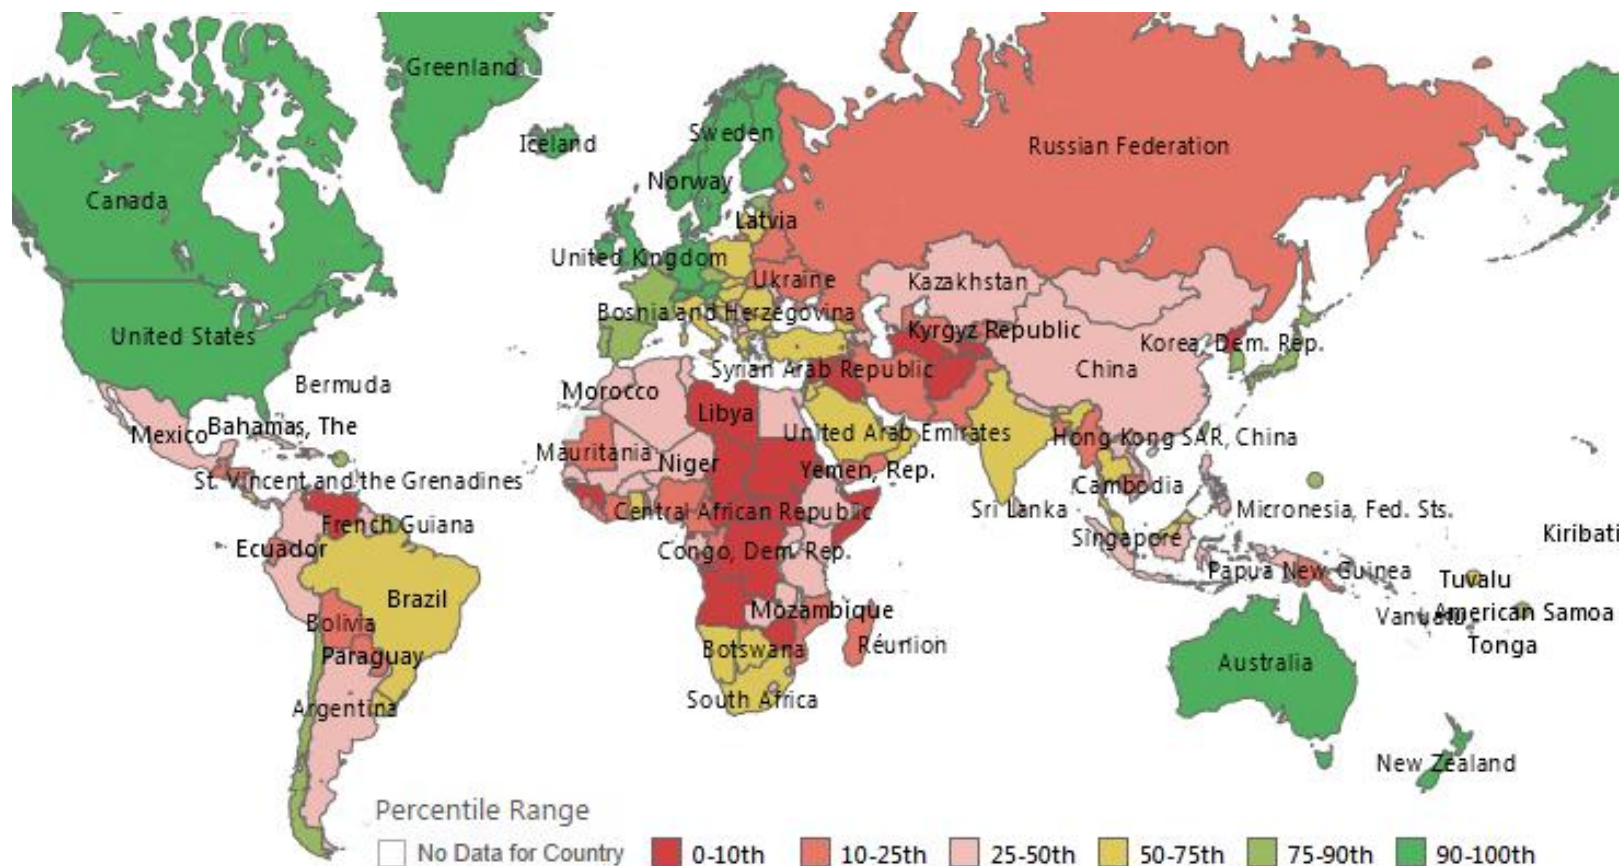 Greenland
Iceland
Sweden
Russian Federation
Norway
Canada
Latvia
United Kingdom
Ukraine
Kazakhstan
Bosnia and Herzegovina
United States
Kyrgyz Republic
Korea, Dem. Rep.
Syrian Arab Republic
China
Bermuda
Morocco
Libya
Bahamas, The
Mexico
United Arab Emirates
Hong Kong SAR, China
Mauritania
Niger
Yemen, Rep.
St. Vincent and the Grenadines
Cambodia
Central African Republic
Sri Lanka
Micronesia, Fed. Sts.
French Guiana
Singapore
Kiribati
Ecuador
Congo, Dem. Rep.
Papua New Guinea
Tuvalu
Brazil
Mozambique
Vanuatu
American Samoa
Bolivia
Botswana
Réunion
Tonga
Paraguay
Australia
South Africa
Argentina
New Zealand
Percentile Range
No Data for Country 0-10th 10-25th 25-50th 50-75th 75-90th 90-100th